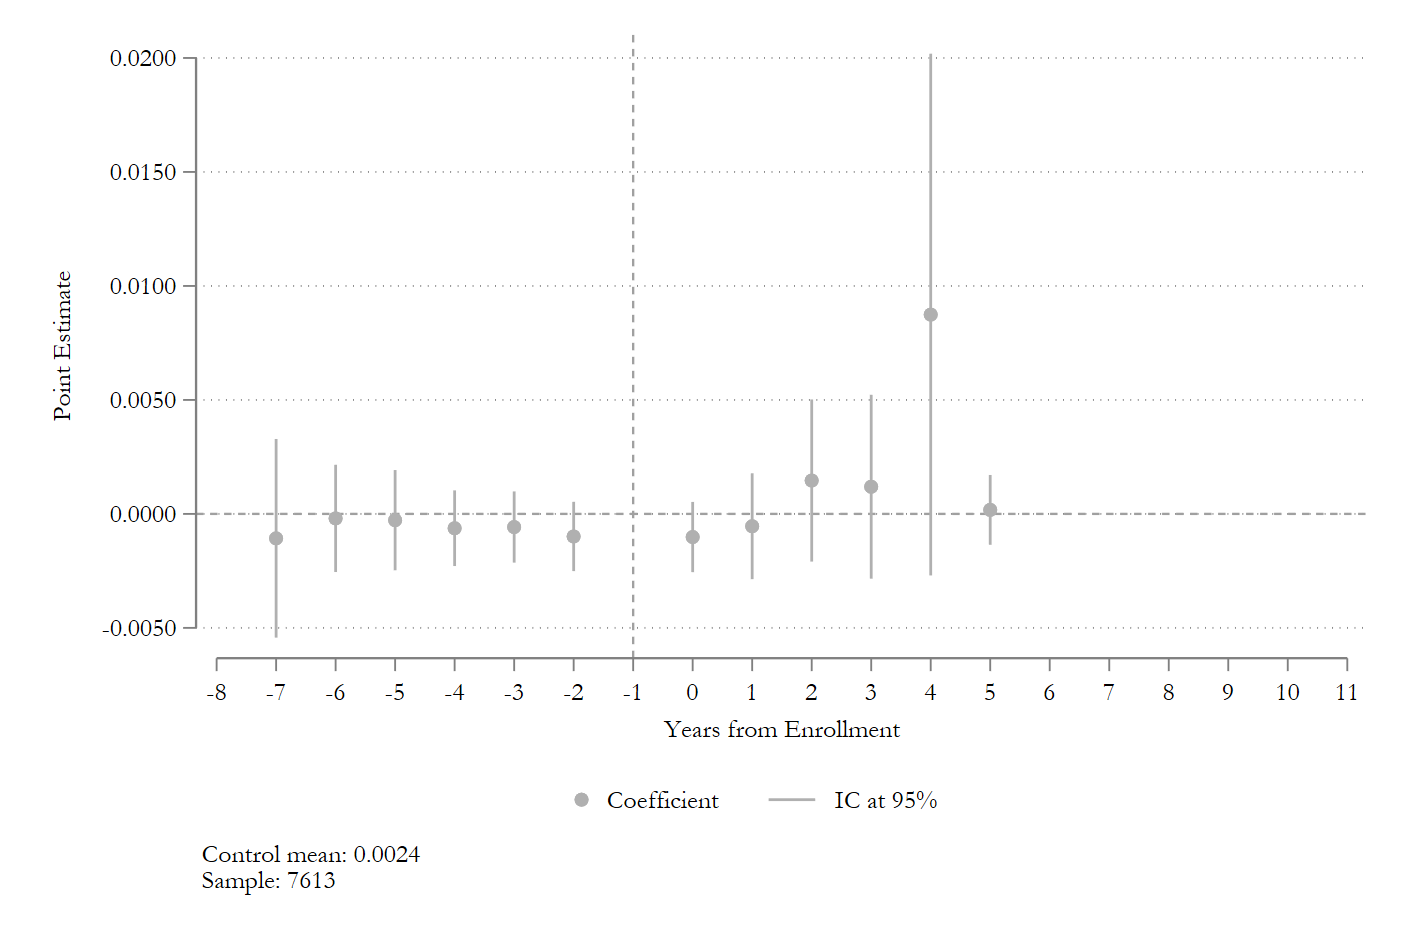 0.0200
0.0150
0.0100
0.0050
0.0000
-0.0050
Point Estimate
-8 -7 -6 -5 -4 -3 -2 -1 0 1 2 3 4 5 6 7 8 9 10 11
Years from Enrollment
Coefficient IC at 95%
Control mean: 0.0024
Sample: 7613